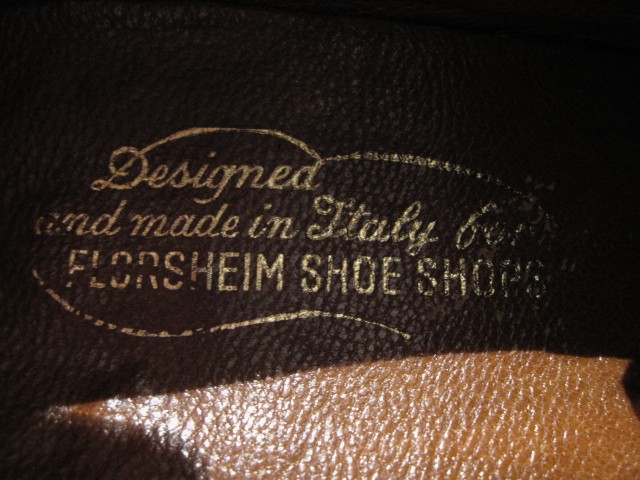 Designed
and made in Italy for
FLORSHEIM SHOE SHOPS